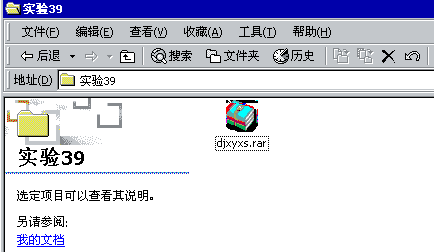 实验39
文件(F) 编辑(E) 查看(V) 收藏(A) 工具(T) 帮助(H)
后退 搜索 文件夹 历史
地址(D) 实验39
djxyxs.rar
实验39
选定项目可以查看其说明。
另请参阅:
我的文档